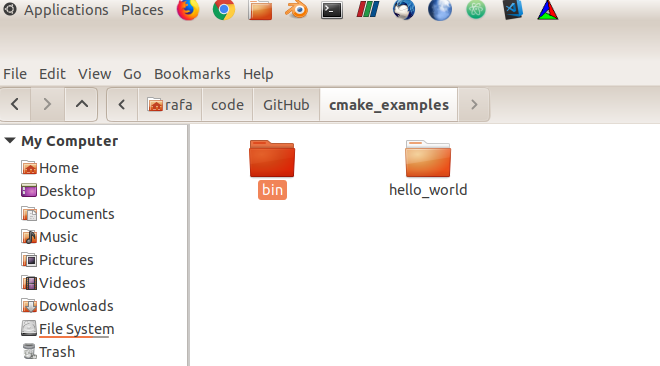 Applications Places
File Edit View Go Bookmarks Help
rafa code GitHub cmake_examples
My Computer
Home
Desktop
Documents
Music
Pictures
Videos
Downloads
File System
Trash
bin hello_world